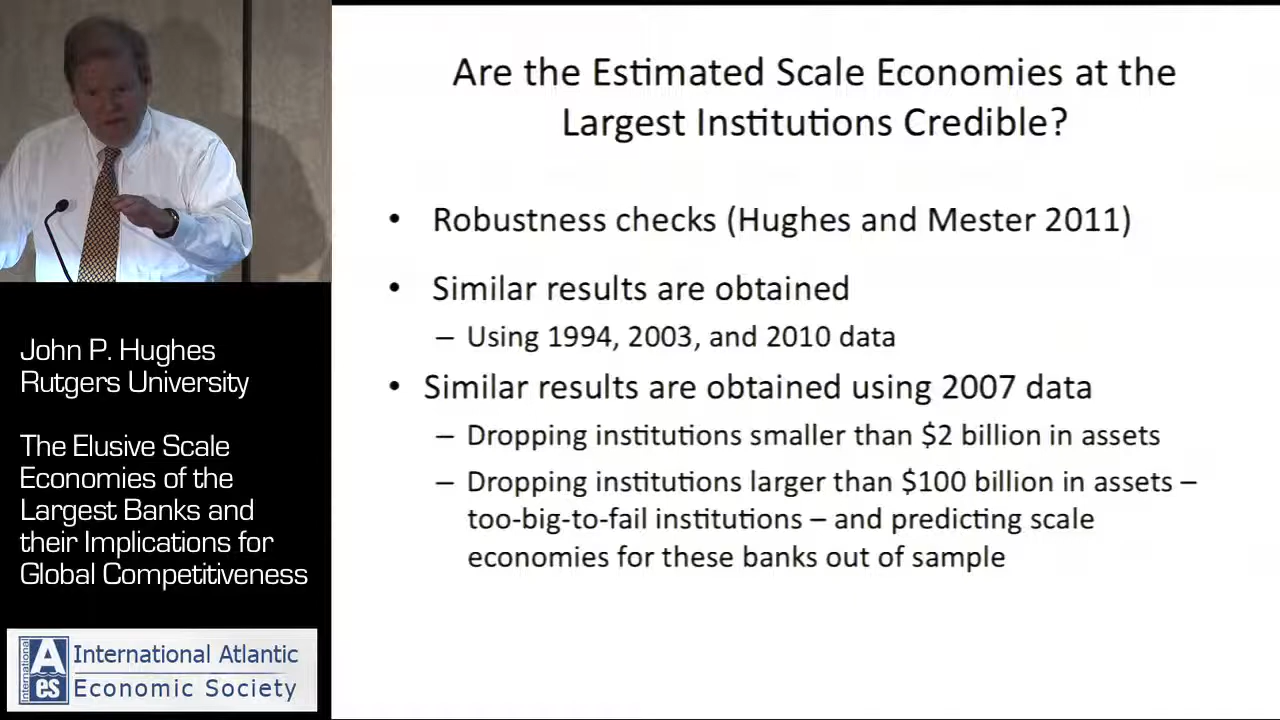 Are the Estimated Scale Economies at the
Largest Institutions Credible?
• Robustness checks (Hughes and Mester 2011)
• Similar results are obtained
– Using 1994, 2003, and 2010 data
• Similar results are obtained using 2007 data
– Dropping institutions smaller than $2 billion in assets
– Dropping institutions larger than $100 billion in assets –
too-big-to-fail institutions – and predicting scale
economies for these banks out of sample
John P. Hughes
Rutgers University
The Elusive Scale
Economies of the
Largest Banks and
their Implications for
Global Competitiveness
International
A
es
International Atlantic
Economic Society